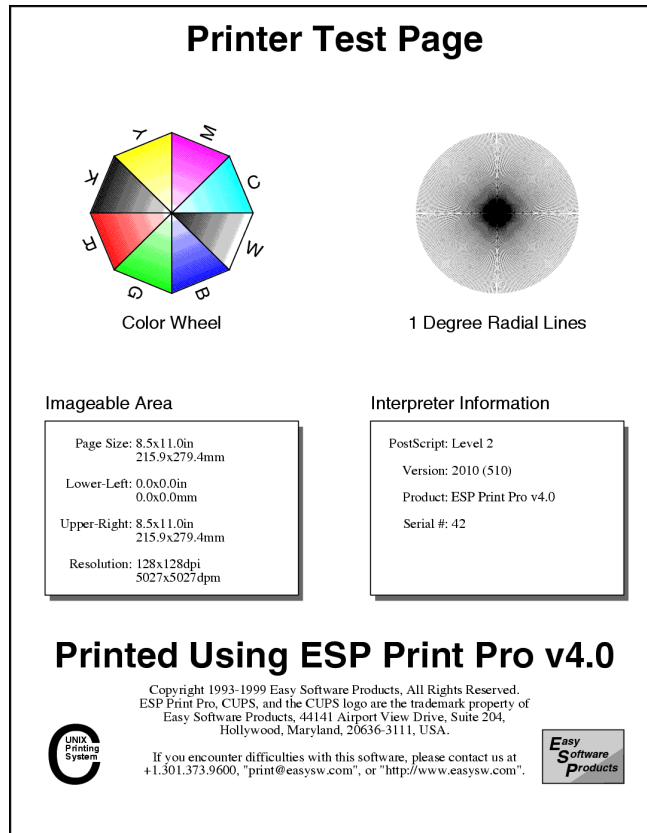 Printer Test Page
Y
M
K
C
R
W
G
B
Color Wheel
1 Degree Radial Lines
Imageable Area
Page Size: 8.5x11.0in
215.9x279.4mm
Lower-Left: 0.0x0.0in
0.0x0.0mm
Upper-Right: 8.5x11.0in
215.9x279.4mm
Resolution: 128x128dpi
5027x5027dpm
Interpreter Information
PostScript: Level 2
Version: 2010 (510)
Product: ESP Print Pro v4.0
Serial #: 42
Printed Using ESP Print Pro v4.0
Copyright 1993-1999 Easy Software Products, All Rights Reserved.
ESP Print Pro, CUPS, and the CUPS logo are the trademark property of
Easy Software Products, 44141 Airport View Drive, Suite 204,
Hollywood, Maryland, 20636-3111, USA.
If you encounter difficulties with this software, please contact us at
+1.301.373.9600, "print@easysw.com", or "http://www.easysw.com".
C
UNIX
Printing
System
Easy
Software
Products